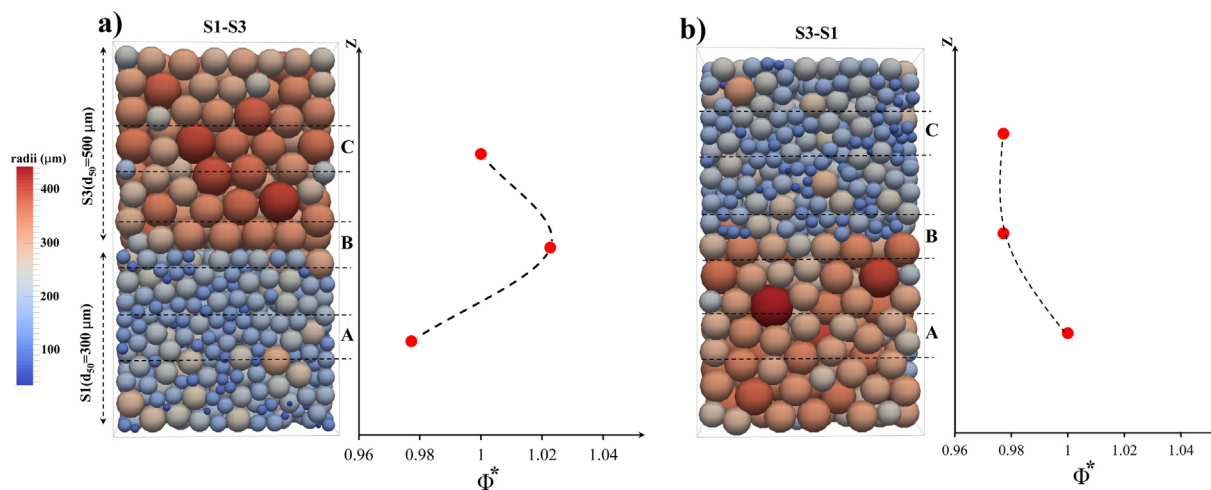 a)
S1-S3
z
S3(d₅₀=500 μm)
S1(d₅₀=300 μm)
radii (μm)
400
300
200
100
C
B
A
0.96
0.98
1
1.02
1.04
Φ*
b)
S3-S1
z
C
B
A
0.96
0.98
1
1.02
1.04
Φ*